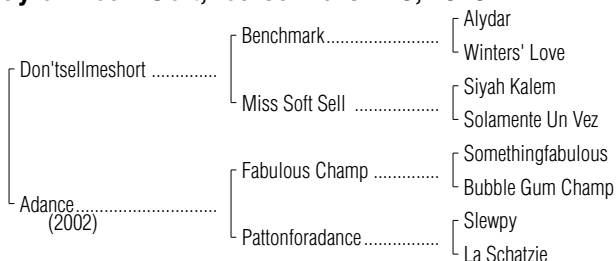 Alydar
Benchmark....................
Winters' Love
Don'tsellmeshort .............
Siyah Kalem
Miss Soft Sell ..................
Solamente Un Vez
Somethingfabulous
Fabulous Champ ..............
Bubble Gum Champ
Adance...........................
(2002)
Slewpy
Pattonforadance................
La Schatzie